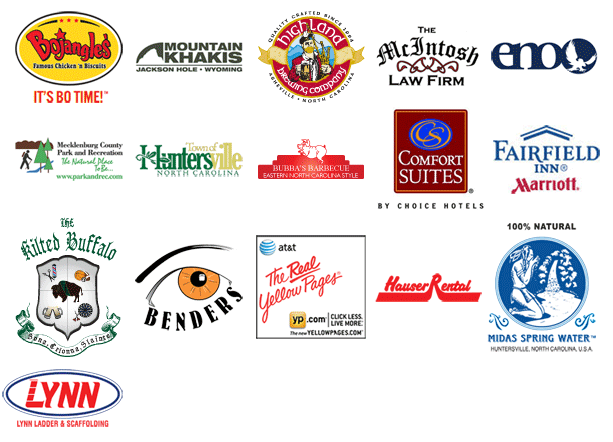 Bojangles'
Famous Chicken 'n Biscuits
IT'S BO TIME!™
MOUNTAIN
KHAKIS
JACKSON HOLE • WYOMING
QUALITY CRAFTED SINCE 1994
HIGHLAND
BREWING COMPANY
ASHEVILLE • NORTH CAROLINA
THE
McIntosh
LAW FIRM
eno
Mecklenburg County
Park and Recreation
The Natural Place
To Be...
www.parkandrec.com
Town of
Huntersville
NORTH CAROLINA
BUBBA'S BARBECUE
EASTERN NORTH CAROLINA STYLE
CS
COMFORT
SUITES®
BY CHOICE HOTELS
FAIRFIELD
INN®
Marriott®
The
Kilted Buffalo
BENDERS
at&t
The Real
Yellow Pages®
yp.com
CLICK LESS.
LIVE MORE.
The new YELLOWPAGES.COM
Hauser Rental
100% NATURAL
MIDAS SPRING WATER™
HUNTERSVILLE, NORTH CAROLINA, U.S.A.
LYNN
LYNN LADDER & SCAFFOLDING